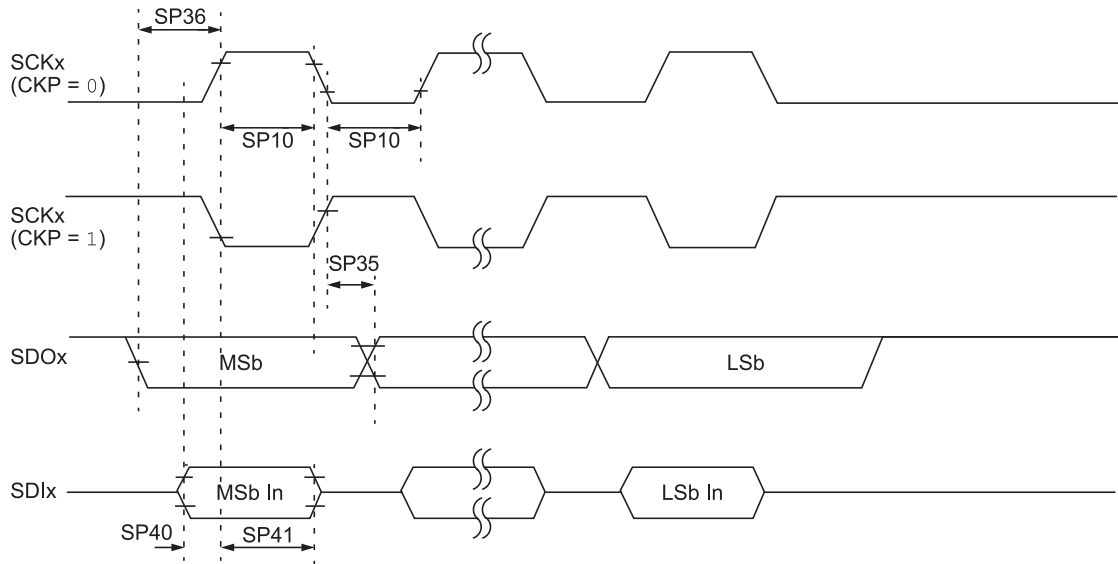 SP36
SCKx
(CKP = 0)
SP10
SP10
SCKx
(CKP = 1)
SP35
SDOx
MSb
LSb
SDIx
MSb In
LSb In
SP40
SP41